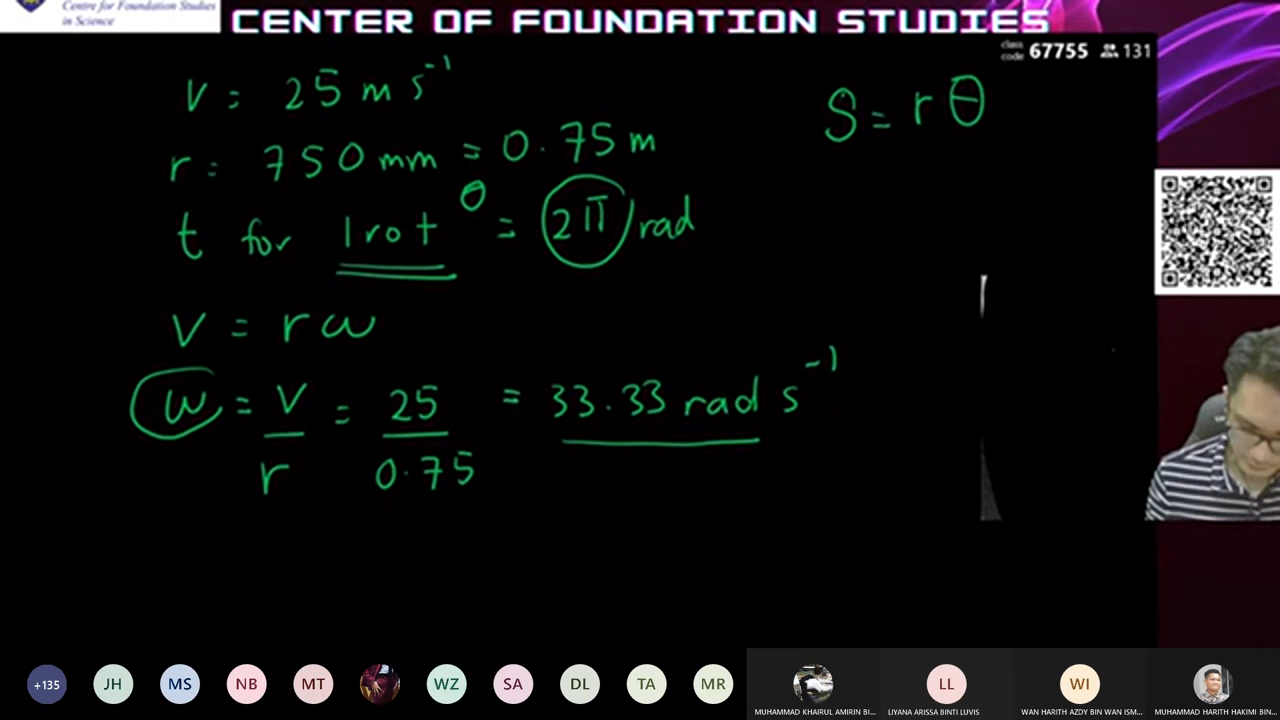 Centre for Foundation Studies
in Science
CENTER OF FOUNDATION STUDIES
class code 67755 131
v = 25 m s⁻¹
S = r θ
r = 750 mm = 0.75 m
t for 1 rot θ = 2π rad
v = r ω
ω = v/r = 25/0.75 = 33.33 rad s⁻¹
+135 JH MS NB MT WZ SA DL TA MR LL WI
MUHAMMAD KHAIRUL AMIRIN BI... LIYANA ARISSA BINTI LUVIS WAN HARITH AZDY BIN WAN ISM... MUHAMMAD HARITH HAKIMI BIN...